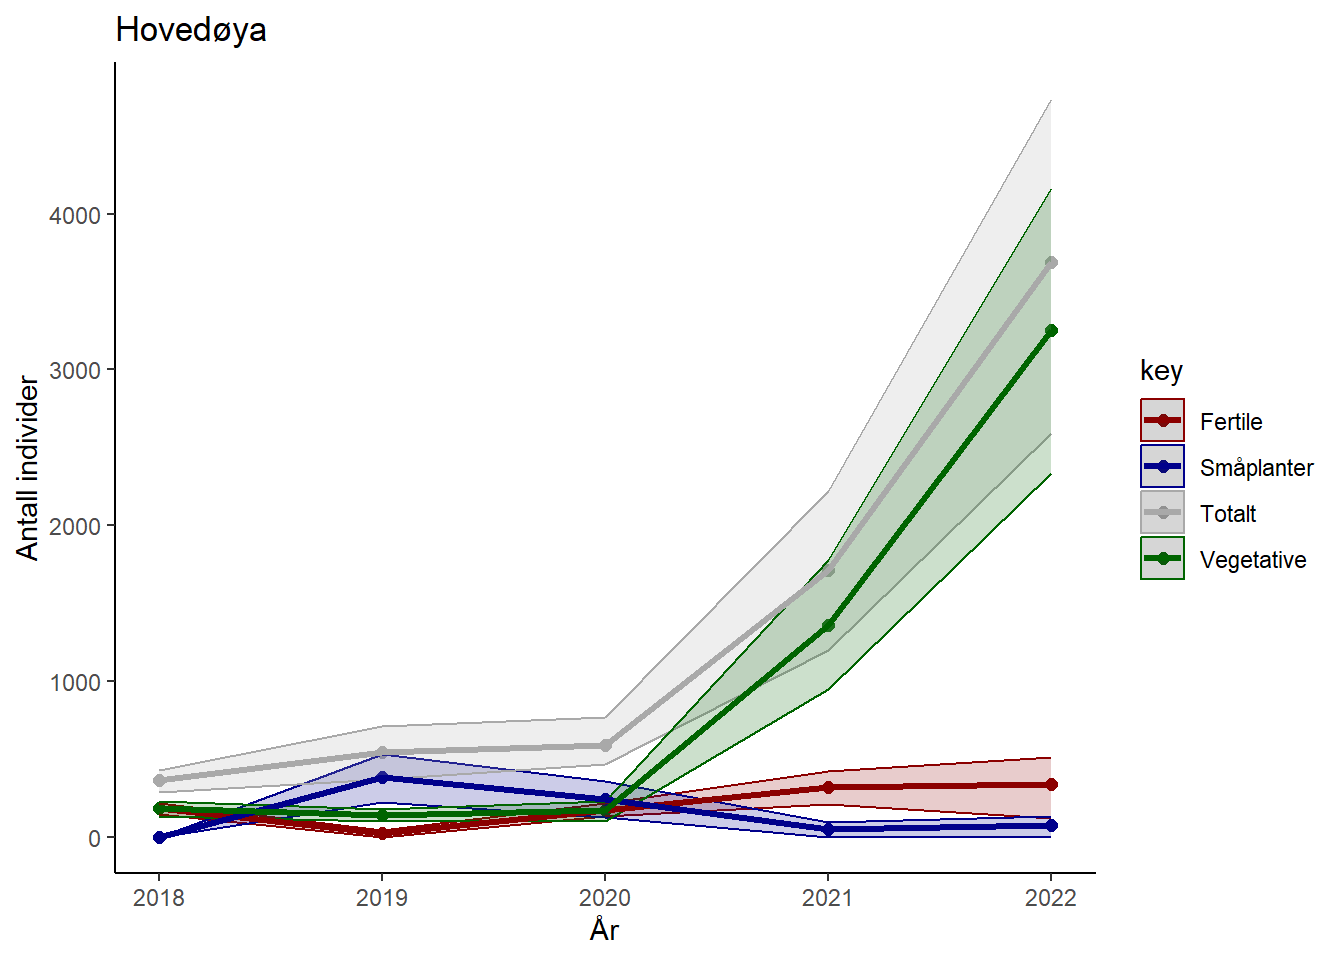 Hovedøya
Antall individer
4000
3000
2000
1000
0
2018 2019 2020 2021 2022
År
key
Fertile
Småplanter
Totalt
Vegetative